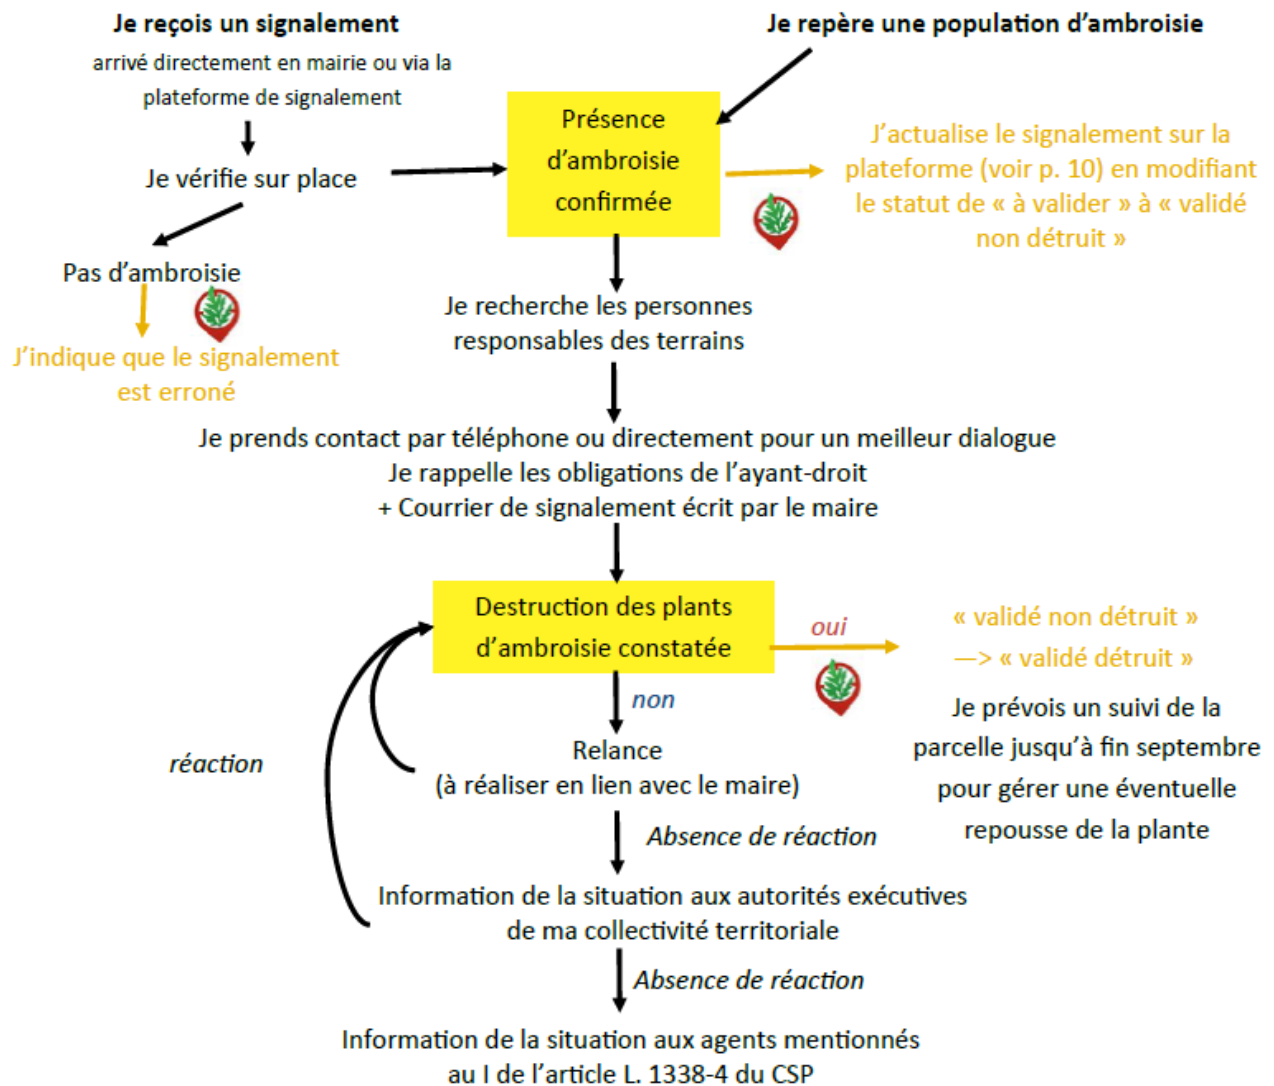 Je reçois un signalement
arrivé directement en mairie ou via la
plateforme de signalement
Je repère une population d’ambroisie
Je vérifie sur place
Présence
d’ambroisie
confirmée
J’actualise le signalement sur la
plateforme (voir p. 10) en modifiant
le statut de « à valider » à « validé
non détruit »
Pas d’ambroisie
J’indique que le signalement
est erroné
Je recherche les personnes
responsables des terrains
Je prends contact par téléphone ou directement pour un meilleur dialogue
Je rappelle les obligations de l’ayant-droit
+ Courrier de signalement écrit par le maire
Destruction des plants
d’ambroisie constatée
oui
« validé non détruit »
—> « validé détruit »
Je prévois un suivi de la
parcelle jusqu’à fin septembre
pour gérer une éventuelle
repousse de la plante
non
réaction
Relance
(à réaliser en lien avec le maire)
Absence de réaction
Information de la situation aux autorités exécutives
de ma collectivité territoriale
Absence de réaction
Information de la situation aux agents mentionnés
au I de l’article L. 1338-4 du CSP